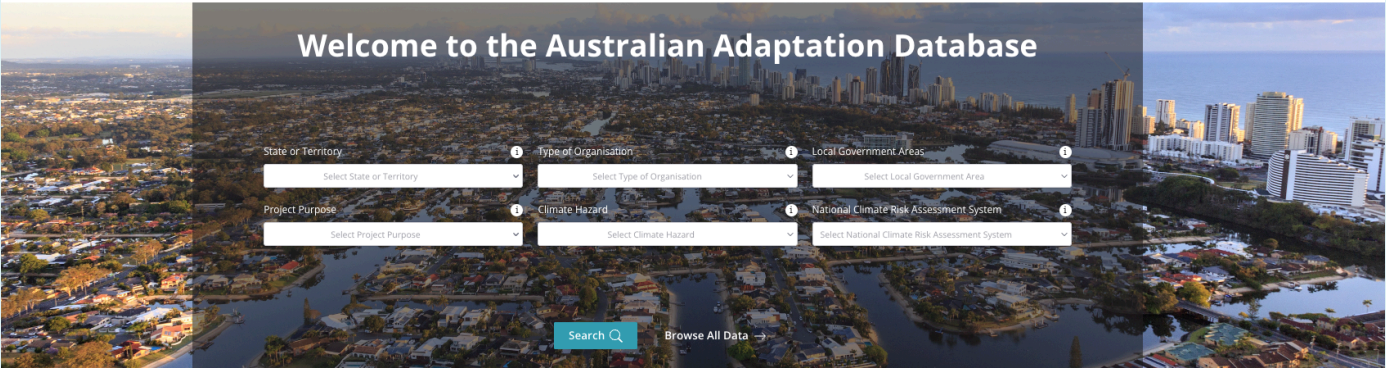 Welcome to the Australian Adaptation Database
State or Territory
Type of Organisation
Local Government Areas
Select State or Territory
Select Type of Organisation
Select Local Government Area
Project Purpose
Climate Hazard
National Climate Risk Assessment System
Select Project Purpose
Select Climate Hazard
Select National Climate Risk Assessment System
Search
Browse All Data →